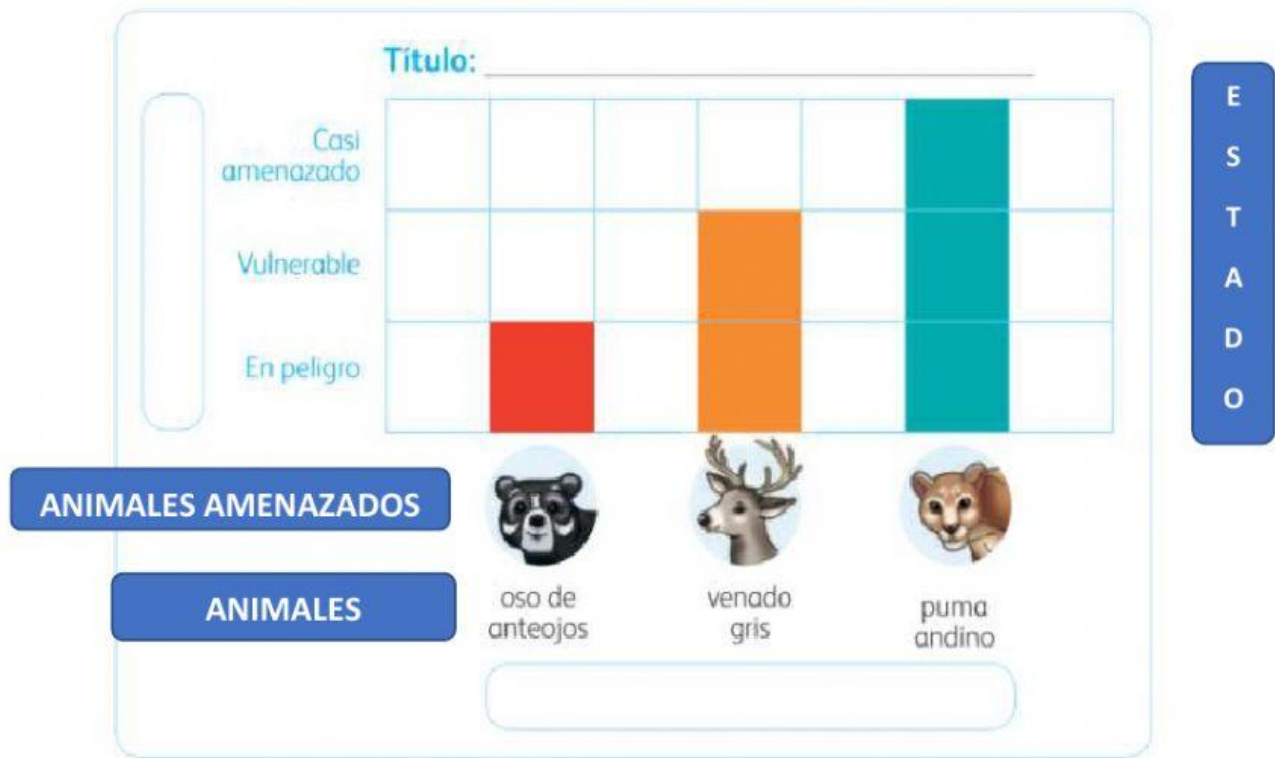 Título:
Casi
amenazado
Vulnerable
En peligro
E
S
T
A
D
O
ANIMALES AMENAZADOS
ANIMALES
oso de
anteojos
venado
gris
puma
andino